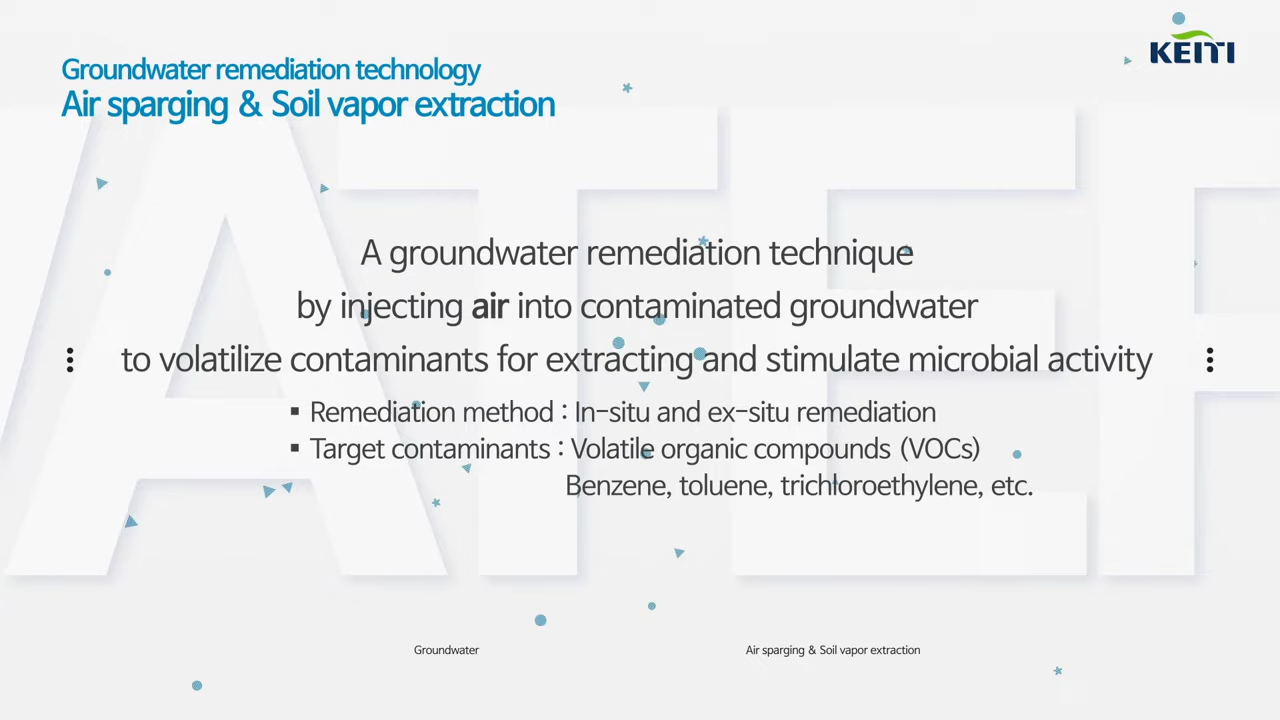 KEITI
Groundwater remediation technology
Air sparging & Soil vapor extraction
ATER
A groundwater remediation technique
by injecting air into contaminated groundwater
to volatilize contaminants for extracting and stimulate microbial activity
▪ Remediation method : In-situ and ex-situ remediation
▪ Target contaminants : Volatile organic compounds (VOCs)
Benzene, toluene, trichloroethylene, etc.
Groundwater
Air sparging & Soil vapor extraction